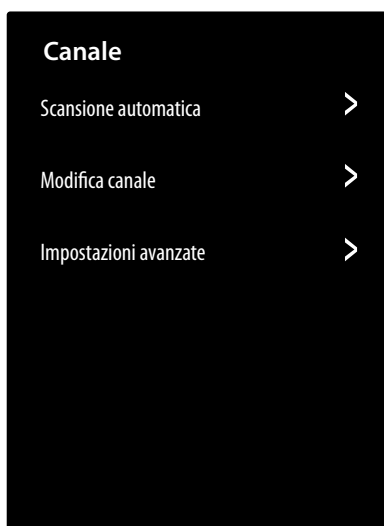 Canale
Scansione automatica
Modifica canale
Impostazioni avanzate